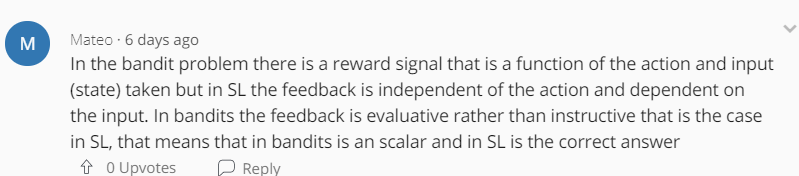 M
Mateo · 6 days ago
In the bandit problem there is a reward signal that is a function of the action and input
(state) taken but in SL the feedback is independent of the action and dependent on
the input. In bandits the feedback is evaluative rather than instructive that is the case
in SL, that means that in bandits is an scalar and in SL is the correct answer
0 Upvotes Reply